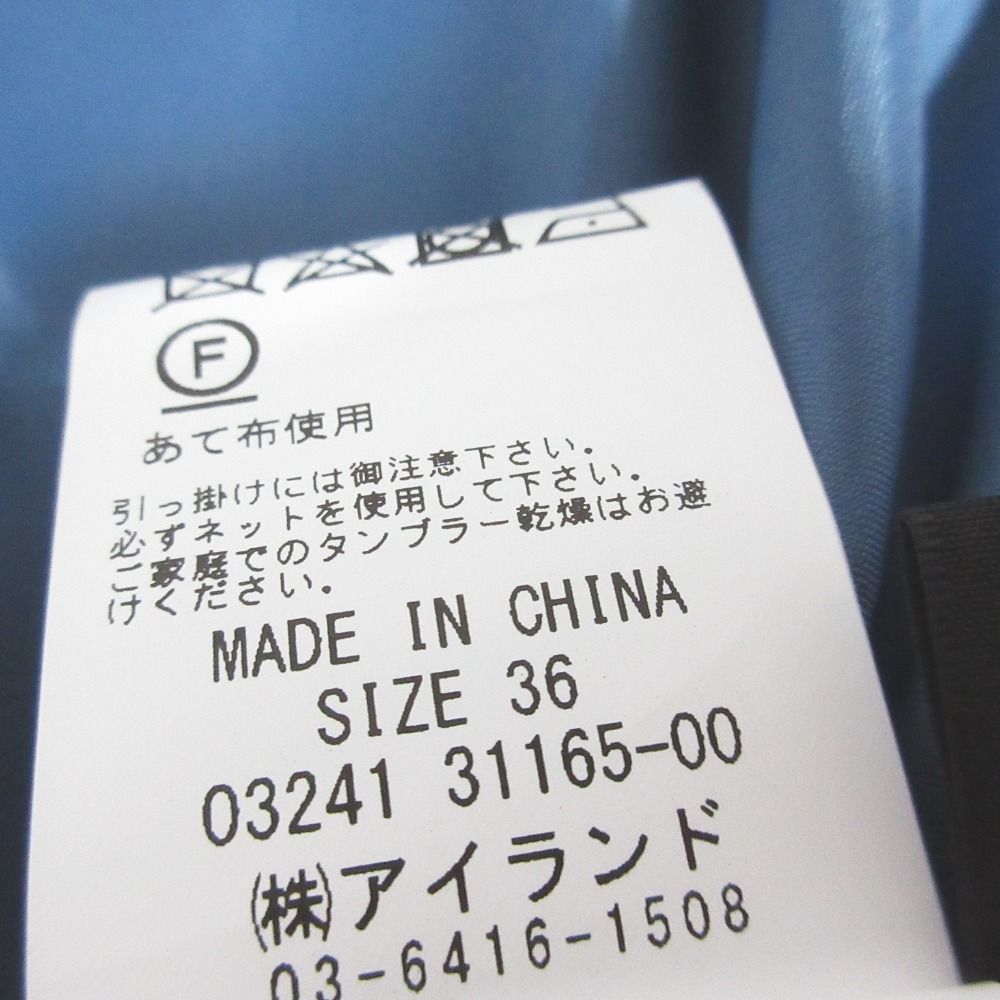 F
あて布使用
引っ掛けには御注意下さい。
必ずネットを使用して下さい。
ご家庭でのタンブラー乾燥はお避
けください。
MADE IN CHINA
SIZE 36
03241 31165-00
(株)アイランド
03-6416-1508